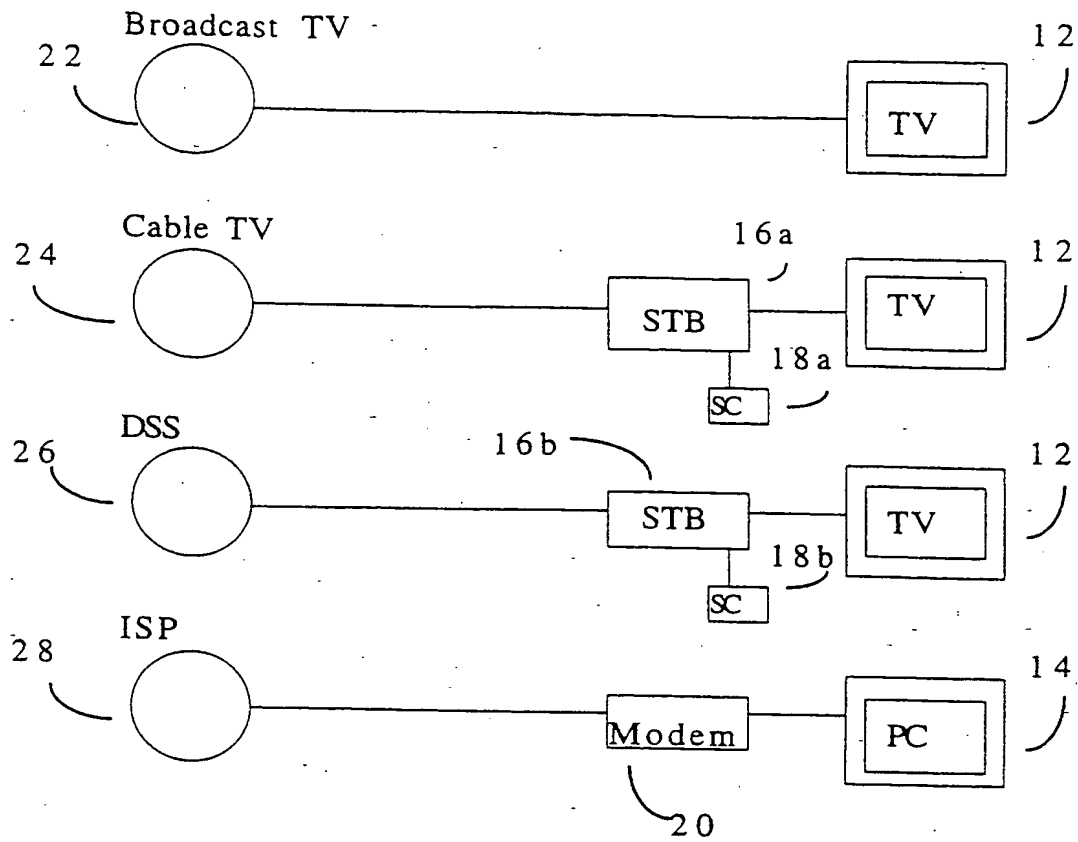 Broadcast TV
22
12
TV
Cable TV
24
16a
12
STB
TV
18a
SC
DSS
26
16b
12
STB
TV
18b
SC
ISP
28
14
Modem
PC
20